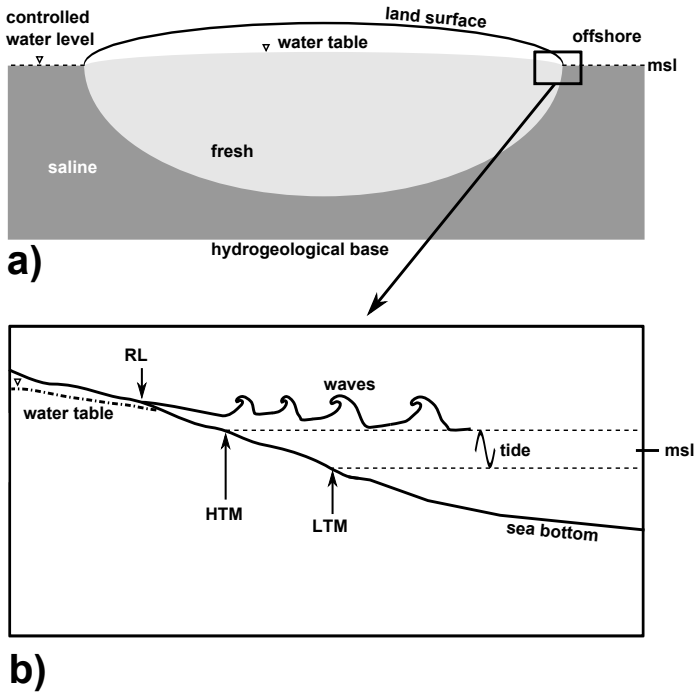 controlled
water level
land surface
water table
offshore
msl
fresh
saline
hydrogeological base
a)
RL
waves
water table
tide
msl
HTM
LTM
sea bottom
b)